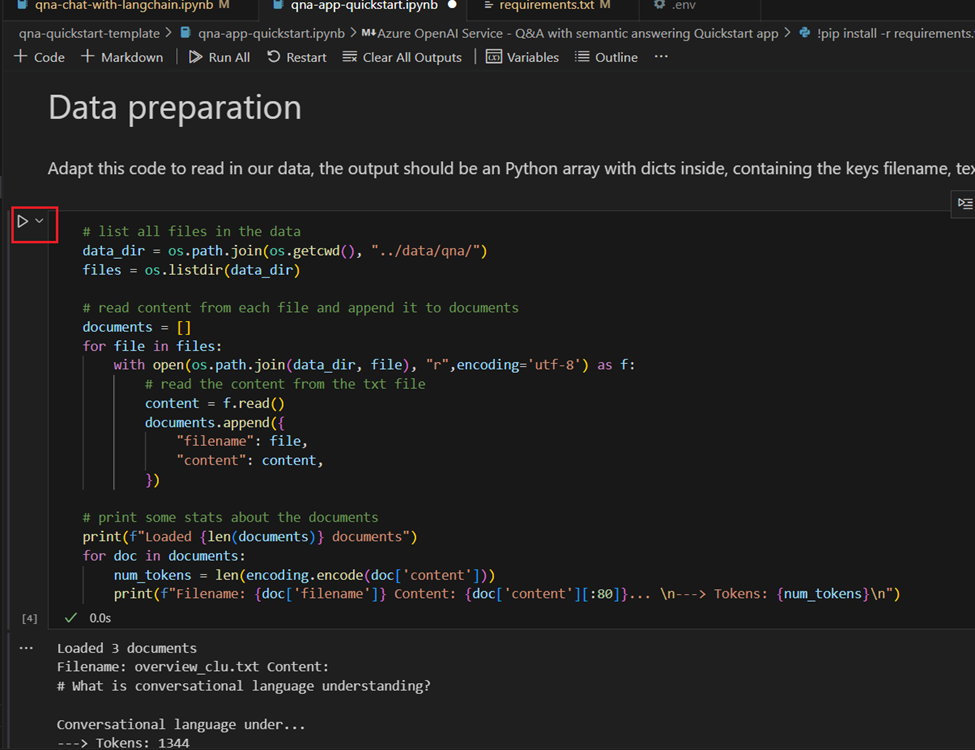 qna-chat-with-langchain.ipynb M
qna-app-quickstart.ipynb ●
requirements.txt M
.env
qna-quickstart-template > qna-app-quickstart.ipynb > M↓Azure OpenAI Service - Q&A with semantic answering Quickstart app > !pip install -r requirements.
+ Code + Markdown Run All Restart Clear All Outputs Variables Outline ...
Data preparation
Adapt this code to read in our data, the output should be an Python array with dicts inside, containing the keys filename,
# list all files in the data
data_dir = os.path.join(os.getcwd(), "../data/qna/")
files = os.listdir(data_dir)
# read content from each file and append it to documents
documents = []
for file in files:
with open(os.path.join(data_dir, file), "r",encoding='utf-8') as f:
# read the content from the txt file
content = f.read()
documents.append({
"filename": file,
"content": content,
})
# print some stats about the documents
print(f"Loaded {len(documents)} documents")
for doc in documents:
num_tokens = len(encoding.encode(doc['content']))
print(f"Filename: {doc['filename']} Content: {doc['content'][:80]}... \n---> Tokens: {num_tokens}\n")
[4] ✓ 0.0s
... Loaded 3 documents
Filename: overview_clu.txt Content:
# What is conversational language understanding?
Conversational language under...
---> Tokens: 1344